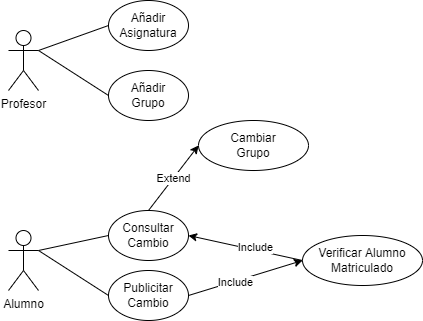 Añadir
Asignatura
Profesor
Añadir
Grupo
Cambiar
Grupo
Extend
Consultar
Cambio
Include
Verificar Alumno
Matriculado
Alumno
Publicitar
Cambio
Include